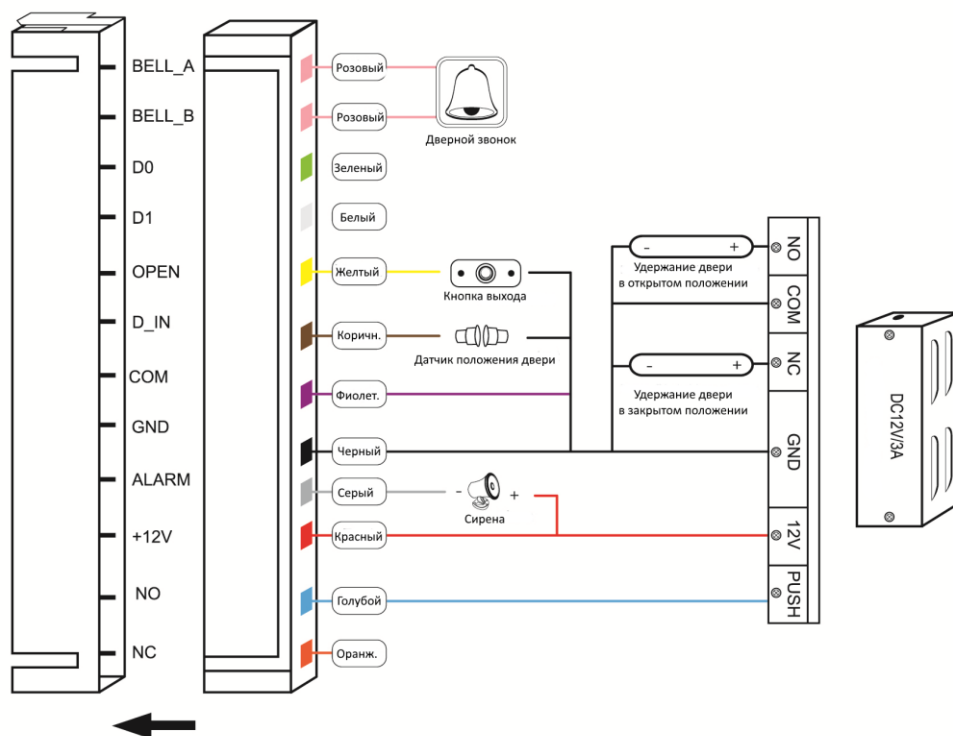 BELL_A
BELL_B
D0
D1
OPEN
D_IN
COM
GND
ALARM
+12V
NO
NC
Розовый
Розовый
Зеленый
Белый
Желтый
Коричн.
Фиолет.
Черный
Серый
Красный
Голубой
Оранж.
Дверной звонок
Кнопка выхода
Датчик положения двери
- +
Сирена
- +
Удержание двери
в открытом положении
- +
Удержание двери
в закрытом положении
NO
COM
NC
GND
12V
PUSH
DC12V/3A